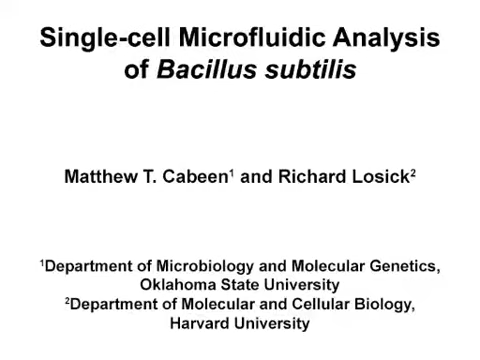 Single-cell Microfluidic Analysis
of Bacillus subtilis
Matthew T. Cabeen¹ and Richard Losick²
¹Department of Microbiology and Molecular Genetics,
Oklahoma State University
²Department of Molecular and Cellular Biology,
Harvard University